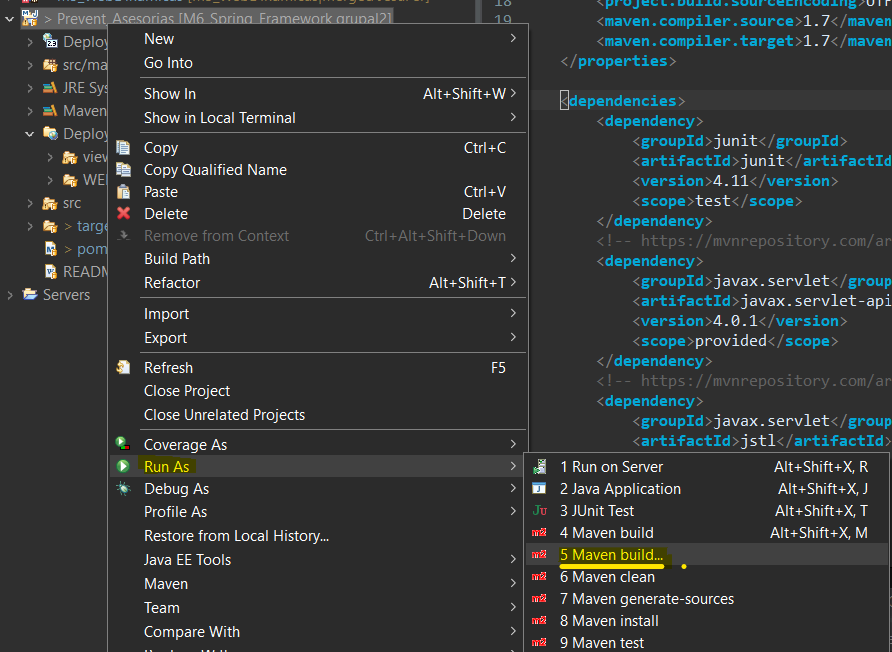 > Prevent_Asesorias [M6_Spring_Framework grupal2]
Deploy
src/ma
JRE Sys
Maven
Deploy
view
WEB
src
> targe
> pom
READM
Servers
New
Go Into
Show In Alt+Shift+W >
Show in Local Terminal
Copy Ctrl+C
Copy Qualified Name
Paste Ctrl+V
Delete Delete
Remove from Context Ctrl+Alt+Shift+Down
Build Path
Refactor Alt+Shift+T >
Import
Export
Refresh F5
Close Project
Close Unrelated Projects
Coverage As
Run As
Debug As
Profile As
Restore from Local History...
Java EE Tools
Maven
Team
Compare With
1 Run on Server Alt+Shift+X, R
2 Java Application Alt+Shift+X, J
3 JUnit Test Alt+Shift+X, T
4 Maven build Alt+Shift+X, M
5 Maven build...
6 Maven clean
7 Maven generate-sources
8 Maven install
9 Maven test
18 <project.build.sourceEncoding>UTF
19 <maven.compiler.source>1.7</maven
<maven.compiler.target>1.7</maven
</properties>
<dependencies>
<dependency>
<groupId>junit</groupId>
<artifactId>junit</artifactId
<version>4.11</version>
<scope>test</scope>
</dependency>
<!-- https://mvnrepository.com/ar
<dependency>
<groupId>javax.servlet</group
<artifactId>javax.servlet-api
<version>4.0.1</version>
<scope>provided</scope>
</dependency>
<!-- https://mvnrepository.com/ar
<dependency>
<groupId>javax.servlet</group
<artifactId>jstl</artifactId>